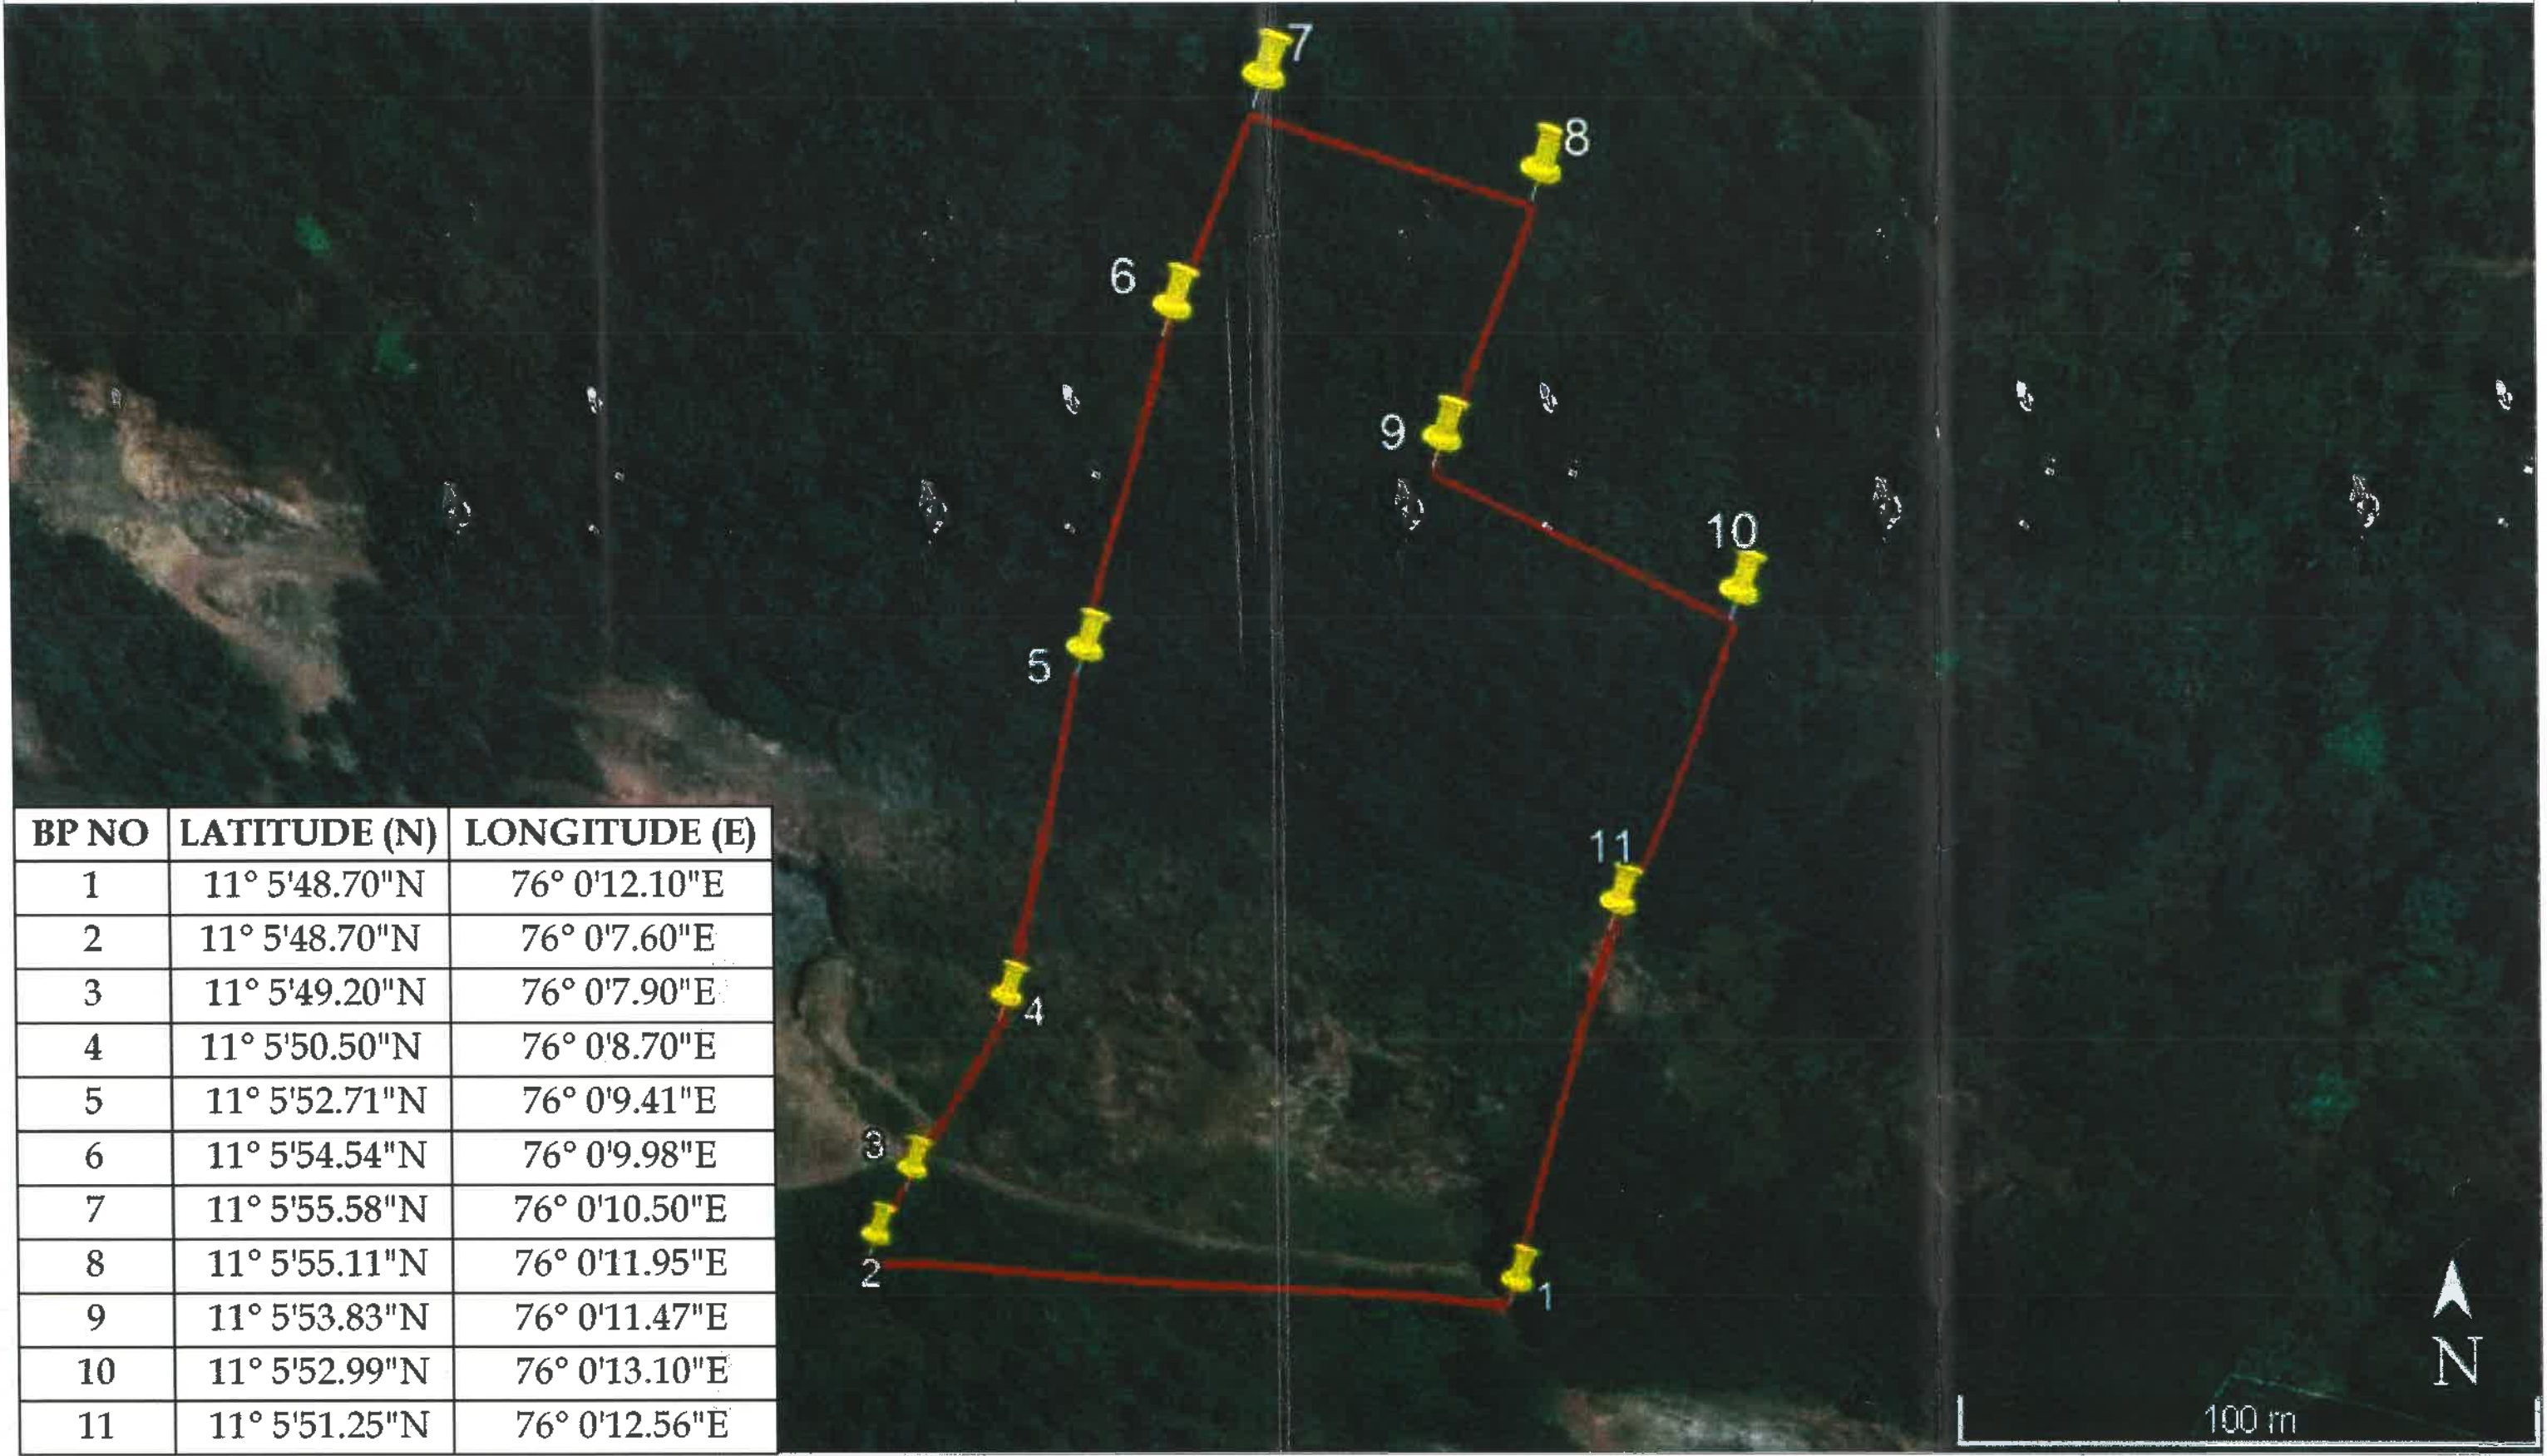 7
8
6
9
10
5
11
4
3
2
1
BP NO LATITUDE (N) LONGITUDE (E)
1 11° 5'48.70"N 76° 0'12.10"E
2 11° 5'48.70"N 76° 0'7.60"E
3 11° 5'49.20"N 76° 0'7.90"E
4 11° 5'50.50"N 76° 0'8.70"E
5 11° 5'52.71"N 76° 0'9.41"E
6 11° 5'54.54"N 76° 0'9.98"E
7 11° 5'55.58"N 76° 0'10.50"E
8 11° 5'55.11"N 76° 0'11.95"E
9 11° 5'53.83"N 76° 0'11.47"E
10 11° 5'52.99"N 76° 0'13.10"E
11 11° 5'51.25"N 76° 0'12.56"E
N
100 m